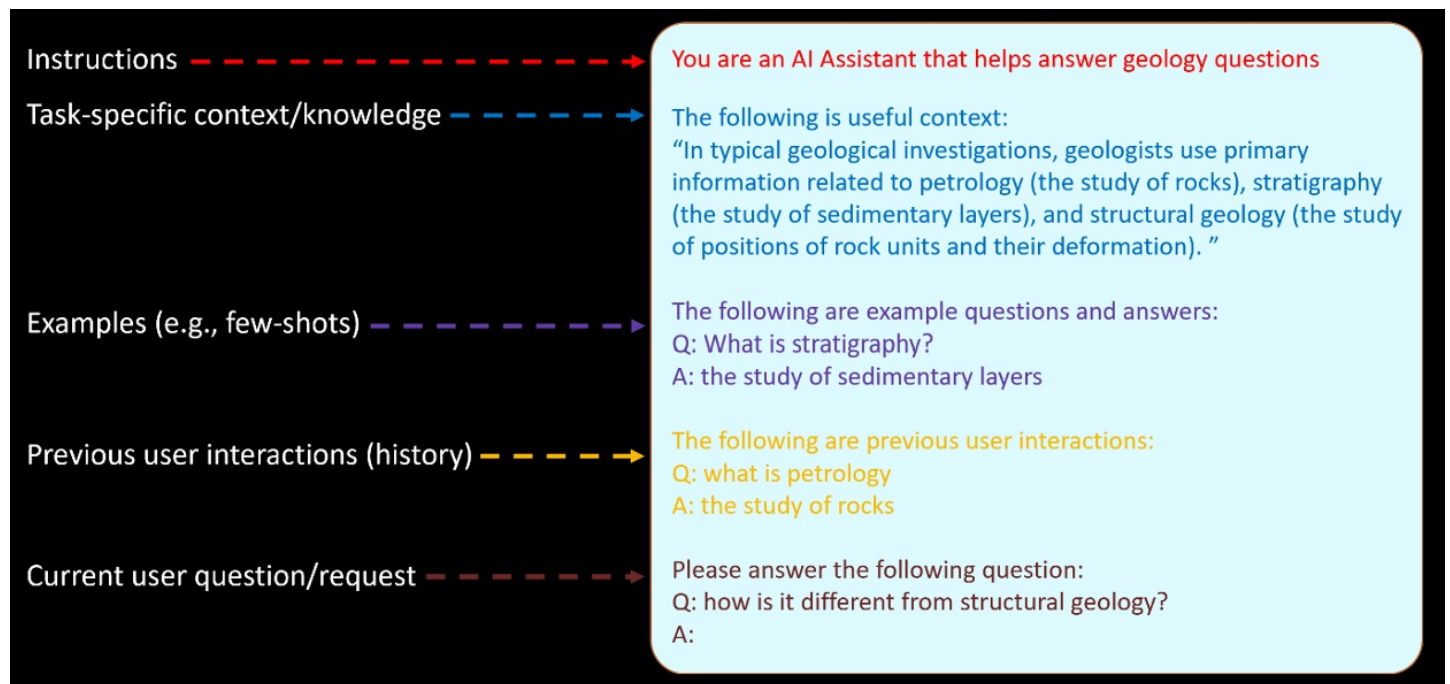 Instructions
You are an AI Assistant that helps answer geology questions
Task-specific context/knowledge
The following is useful context:
“In typical geological investigations, geologists use primary
information related to petrology (the study of rocks), stratigraphy
(the study of sedimentary layers), and structural geology (the study
of positions of rock units and their deformation). ”
Examples (e.g., few-shots)
The following are example questions and answers:
Q: What is stratigraphy?
A: the study of sedimentary layers
Previous user interactions (history)
The following are previous user interactions:
Q: what is petrology
A: the study of rocks
Current user question/request
Please answer the following question:
Q: how is it different from structural geology?
A: